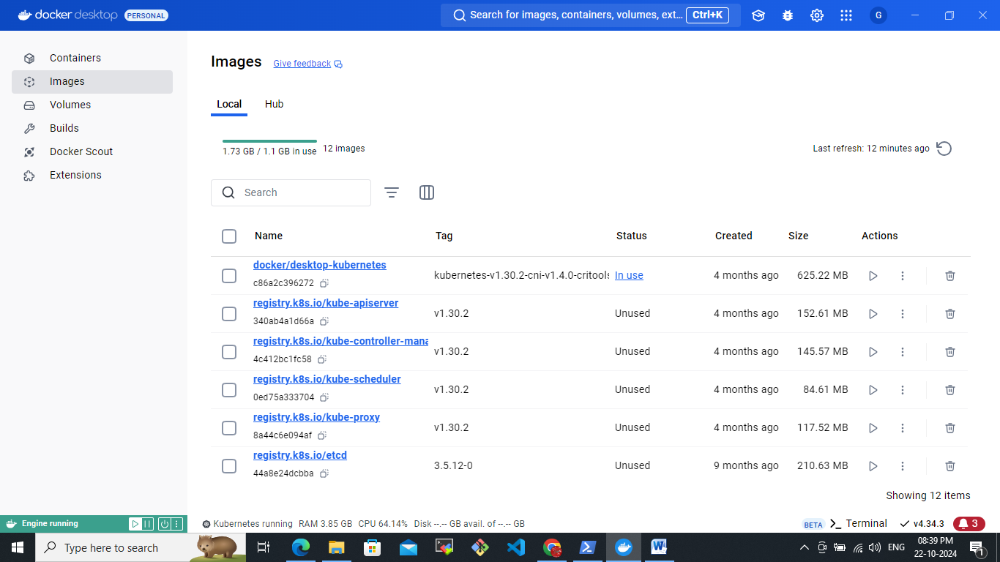 docker desktop PERSONAL
Search for images, containers, volumes, ext... Ctrl+K
G
Containers
Images
Volumes
Builds
Docker Scout
Extensions
Images Give feedback
Local Hub
1.73 GB / 1.1 GB in use 12 images
Last refresh: 12 minutes ago
Search
Name Tag Status Created Size Actions
docker/desktop-kubernetes
c86a2c396272
kubernetes-v1.30.2-cni-v1.4.0-critools
In use
4 months ago
625.22 MB
registry.k8s.io/kube-apiserver
340ab4a1d66a
v1.30.2
Unused
4 months ago
152.61 MB
registry.k8s.io/kube-controller-mana
4c412bc1fc58
v1.30.2
Unused
4 months ago
145.57 MB
registry.k8s.io/kube-scheduler
0ed75a333704
v1.30.2
Unused
4 months ago
84.61 MB
registry.k8s.io/kube-proxy
8a44c6e094af
v1.30.2
Unused
4 months ago
117.52 MB
registry.k8s.io/etcd
44a8e24dcbba
3.5.12-0
Unused
9 months ago
210.63 MB
Showing 12 items
Engine running
Kubernetes running RAM 3.85 GB CPU 64.14% Disk --.-- GB avail. of --.-- GB
BETA >_ Terminal v4.34.3 3
Type here to search
ENG
08:39 PM
22-10-2024
1